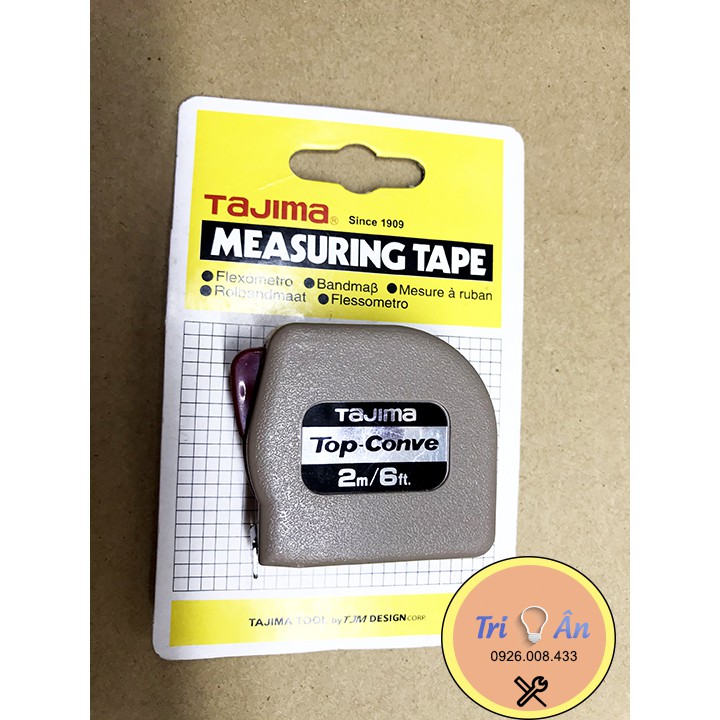 TaJima® Since 1909
MEASURING TAPE
●Flexometro ●Bandmaβ ●Mesure à ruban
●Rolbandmaat ●Flessometro
TaJima
Top-Conve
2m/6ft.
TAJIMA TOOL by TJM DESIGN CORP.
Tri Ân
0926.008.433